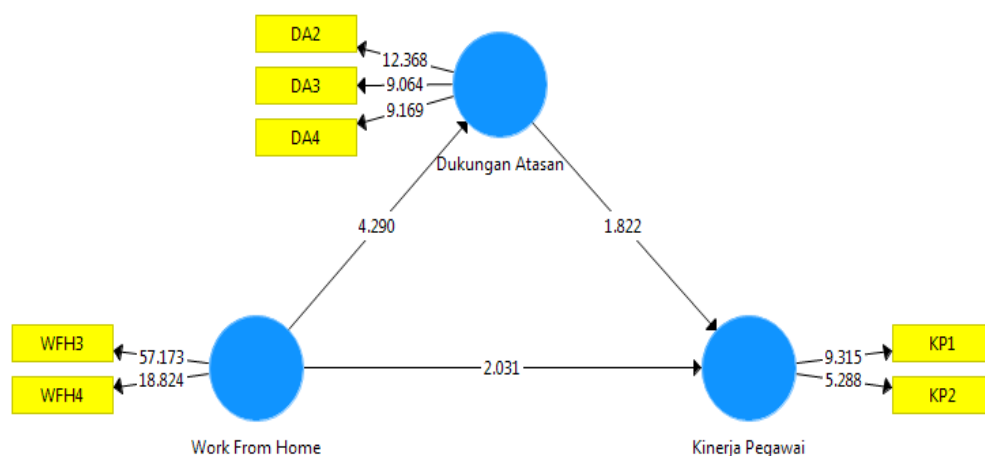 DA2
12.368
DA3
9.064
DA4
9.169
Dukungan Atasan
4.290
1.822
WFH3
57.173
WFH4
18.824
2.031
9.315
KP1
5.288
KP2
Work From Home
Kinerja Pegawai